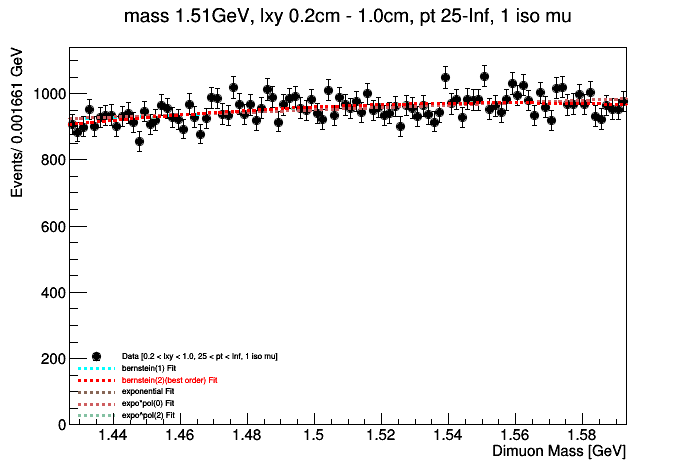 mass 1.51GeV, lxy 0.2cm - 1.0cm, pt 25-Inf, 1 iso mu
Events/ 0.001661 GeV
1000
800
600
400
200
0
Data [0.2 < lxy < 1.0, 25 < pt < Inf, 1 iso mu]
bernstein(1) Fit
bernstein(2)(best order) Fit
exponential Fit
expo*pol(0) Fit
expo*pol(2) Fit
1.44 1.46 1.48 1.5 1.52 1.54 1.56 1.58
Dimuon Mass [GeV]